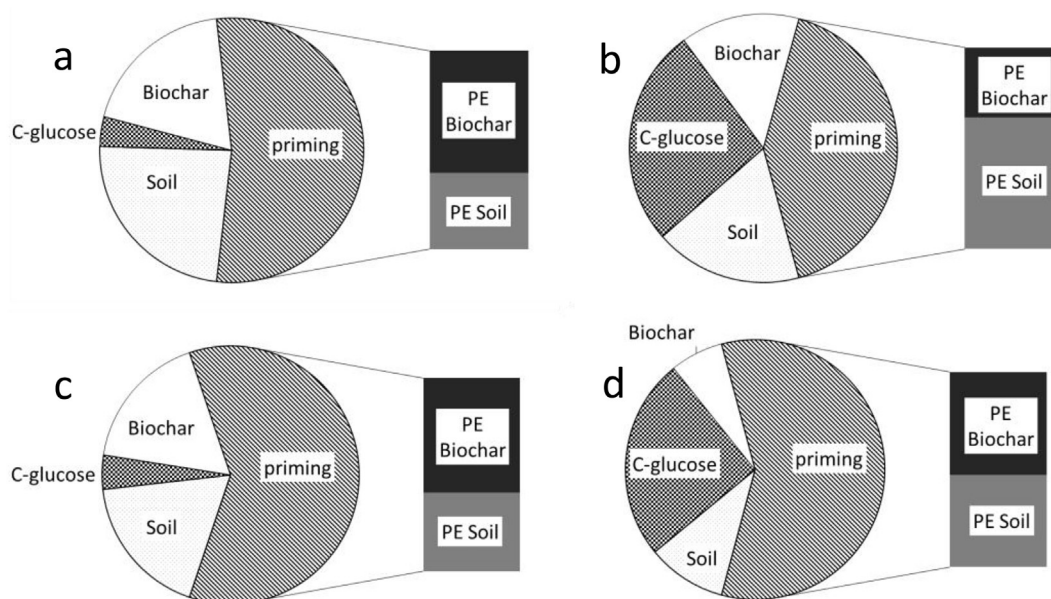 a
Biochar
C-glucose
Soil
priming
PE
Biochar
PE Soil
b
Biochar
C-glucose
Soil
priming
PE
Biochar
PE Soil
c
Biochar
C-glucose
Soil
priming
PE
Biochar
PE Soil
d
Biochar
C-glucose
Soil
priming
PE
Biochar
PE Soil